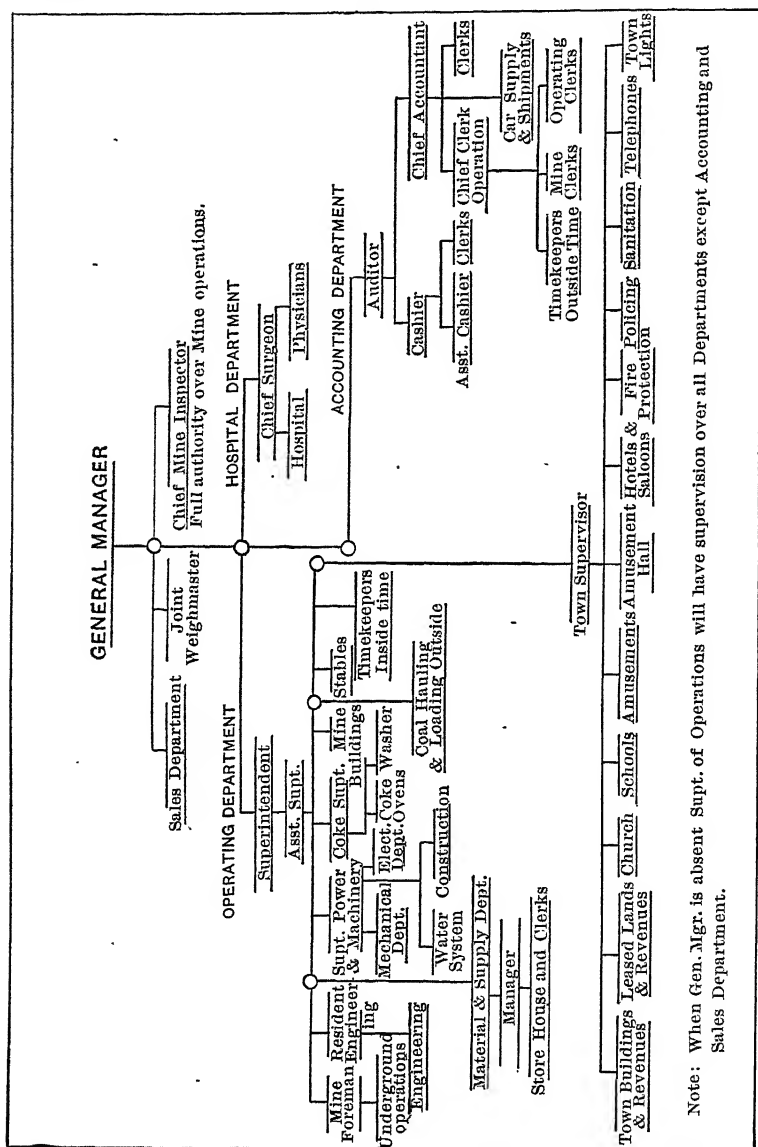 GENERAL MANAGER
Sales Department
Joint
Weighmaster
Chief Mine Inspector
Full authority over Mine operations.
OPERATING DEPARTMENT
Superintendent
Asst. Supt.
HOSPITAL DEPARTMENT
Chief Surgeon
Hospital
Physicians
ACCOUNTING DEPARTMENT
Auditor
Cashier
Asst. Cashier
Clerks
Chief Accountant
Chief Clerk
Operation
Clerks
Car Supply
& Shipments
Timekeepers
Outside Time
Mine
Clerks
Operating
Clerks
Mine
Foreman
Underground
operations
Resident
Engineer-
ing
Engineering
Supt. Power
& Machinery
Mechanical
Dept.
Elect.
Dept.
Water
System
Construction
Coke Supt.
Coke
Ovens
Washer
Mine
Buildings
Stables
Timekeepers
Inside time
Coal Hauling
& Loading Outside
Material & Supply Dept.
Manager
Store House and Clerks
Town Supervisor
Town Buildings
& Revenues
Leased Lands
& Revenues
Church
Schools
Amusements
Amusement
Hall
Hotels &
Saloons
Fire
Protection
Policing
Sanitation
Telephones
Town
Lights
Note: When Gen. Mgr. is absent Supt. of Operations will have supervision over all Departments except Accounting and
Sales Department.